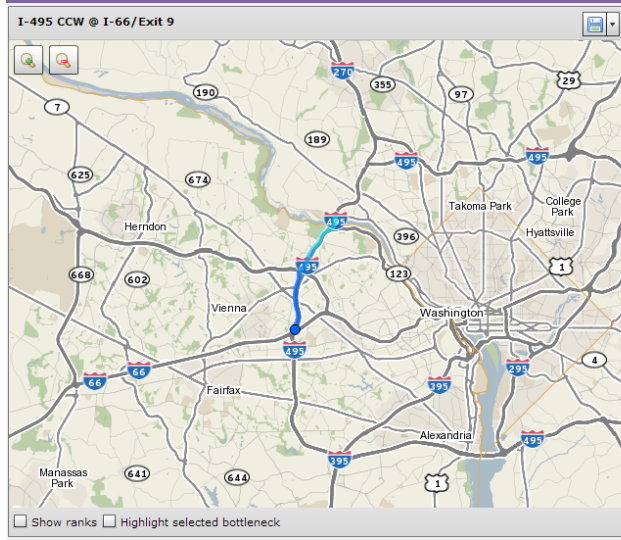 I-495 CCW @ I-66/Exit 9
270
29
355
190
97
7
189
495
495
625
674
Takoma Park
College
Park
495
Herndon
396
Hyattsville
495
123
1
668
602
Vienna
Washington
495
4
66
66
295
395
Fairfax
Alexandria
495
395
Manassas
Park
641
644
1
Show ranks
Highlight selected bottleneck